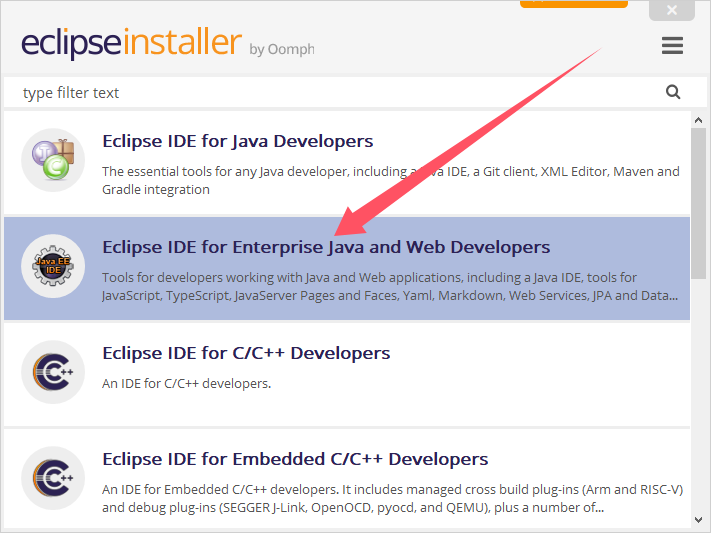 eclipseinstaller by Oomph
type filter text
Eclipse IDE for Java Developers
The essential tools for any Java developer, including a Java IDE, a Git client, XML Editor, Maven and
Gradle integration
Java EE
IDE
Eclipse IDE for Enterprise Java and Web Developers
Tools for developers working with Java and Web applications, including a Java IDE, tools for
JavaScript, TypeScript, JavaServer Pages and Faces, Yaml, Markdown, Web Services, JPA and Data...
C++
Eclipse IDE for C/C++ Developers
An IDE for C/C++ developers.
C++
Eclipse IDE for Embedded C/C++ Developers
An IDE for Embedded C/C++ developers. It includes managed cross build plug-ins (Arm and RISC-V)
and debug plug-ins (SEGGER J-Link, OpenOCD, pyocd, and QEMU), plus a number of...